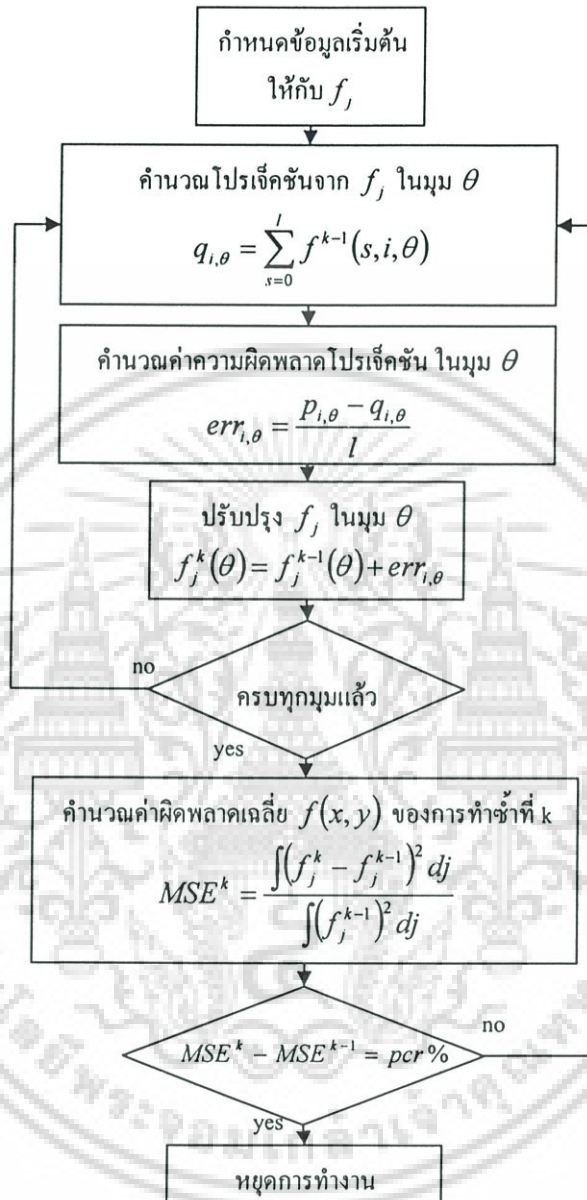 กำหนดข้อมูลเริ่มต้น
ให้กับ f_j
คำนวณโปรเจ็คชันจาก f_j ในมุม θ
q_{i,θ} = \sum_{s=0}^{l} f^{k-1}(s,i,θ)
คำนวณค่าความผิดพลาดโปรเจ็คชัน ในมุม θ
err_{i,θ} = \frac{p_{i,θ} - q_{i,θ}}{l}
ปรับปรุง f_j ในมุม θ
f_j^k(θ) = f_j^{k-1}(θ) + err_{i,θ}
no
ครบทุกมุมแล้ว
yes
คำนวณค่าผิดพลาดเฉลี่ย f(x, y) ของการทำซ้ำที่ k
MSE^k = \frac{\int (f_j^k - f_j^{k-1})^2 dj}{\int (f_j^{k-1})^2 dj}
no
MSE^k - MSE^{k-1} = pcr%
yes
หยุดการทำงาน